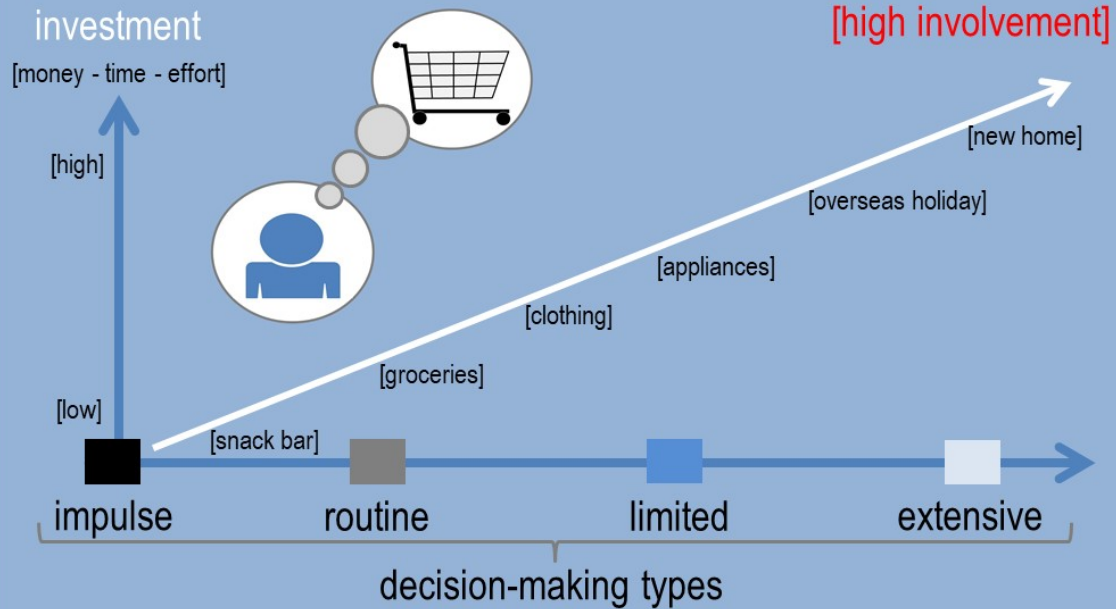 investment
[high involvement]
[money - time - effort]
[new home]
[high]
[overseas holiday]
[appliances]
[clothing]
[groceries]
[low]
[snack bar]
impulse routine limited extensive
decision-making types